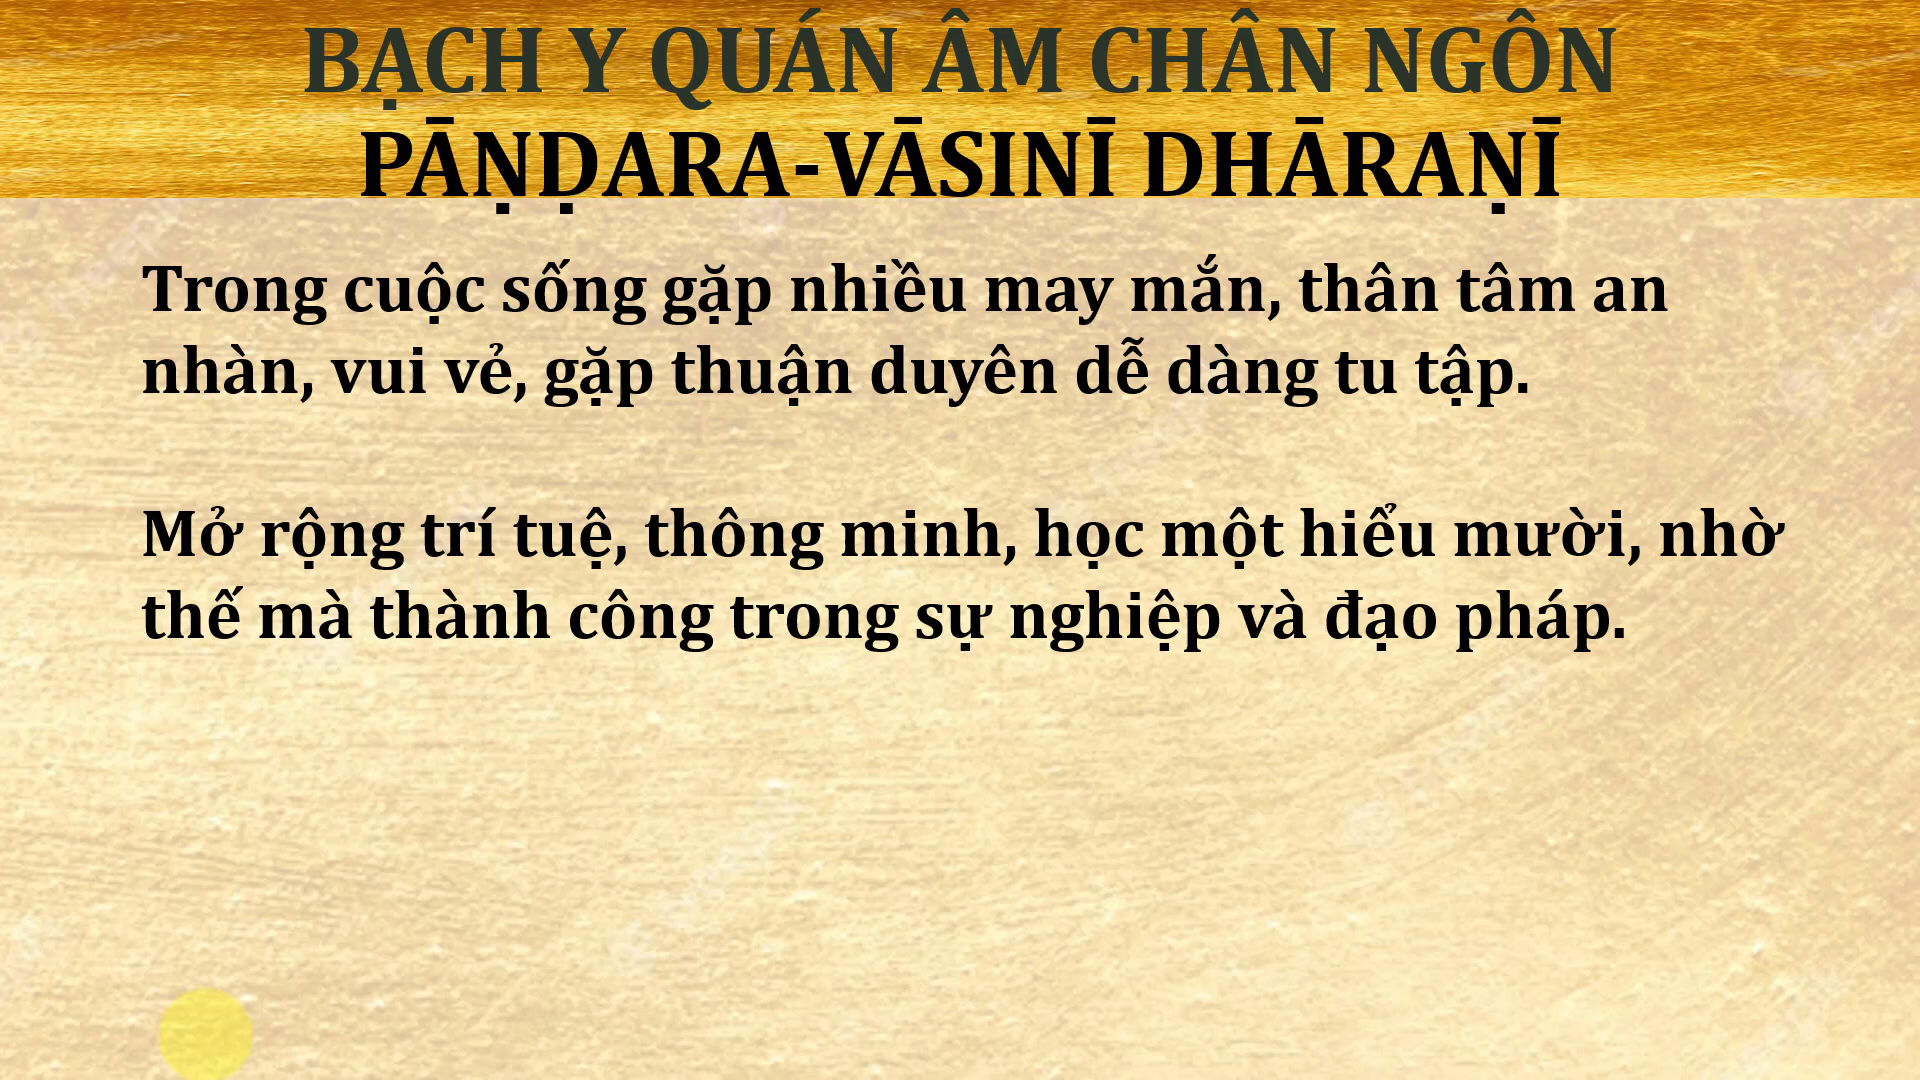 BẠCH Y QUÁN ÂM CHÂN NGÔN
PĀṆḌARA-VĀSINĪ DHĀRAṆĪ
Trong cuộc sống gặp nhiều may mắn, thân tâm an
nhàn, vui vẻ, gặp thuận duyên dễ dàng tu tập.
Mở rộng trí tuệ, thông minh, học một hiểu mười, nhờ
thế mà thành công trong sự nghiệp và đạo pháp.